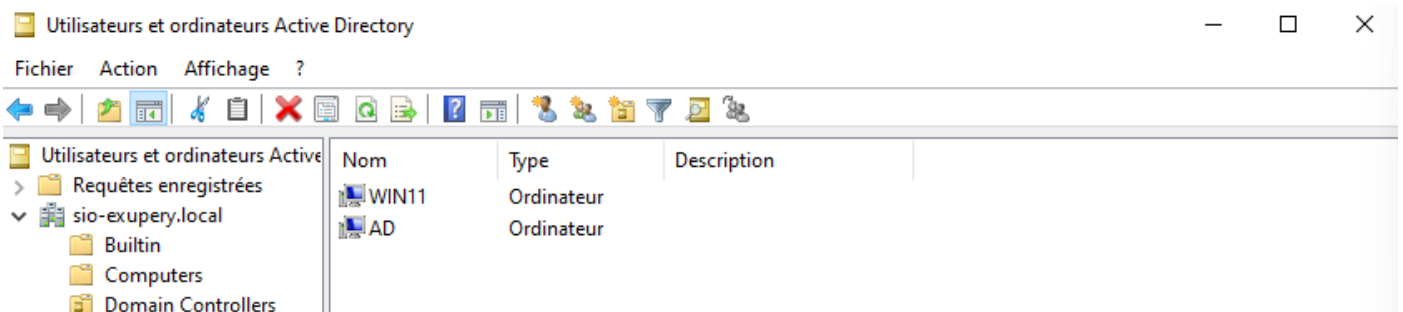 Utilisateurs et ordinateurs Active Directory
Fichier Action Affichage ?
Utilisateurs et ordinateurs Active
Requêtes enregistrées
sio-exupery.local
Builtin
Computers
Domain Controllers
Nom Type Description
WIN11 Ordinateur
AD Ordinateur